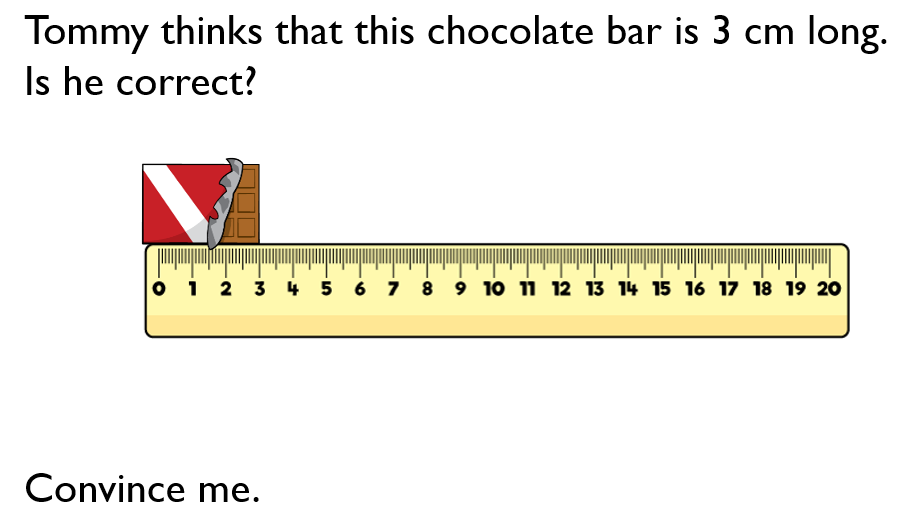 Tommy thinks that this chocolate bar is 3 cm long.
Is he correct?
0 1 2 3 4 5 6 7 8 9 10 11 12 13 14 15 16 17 18 19 20
Convince me.